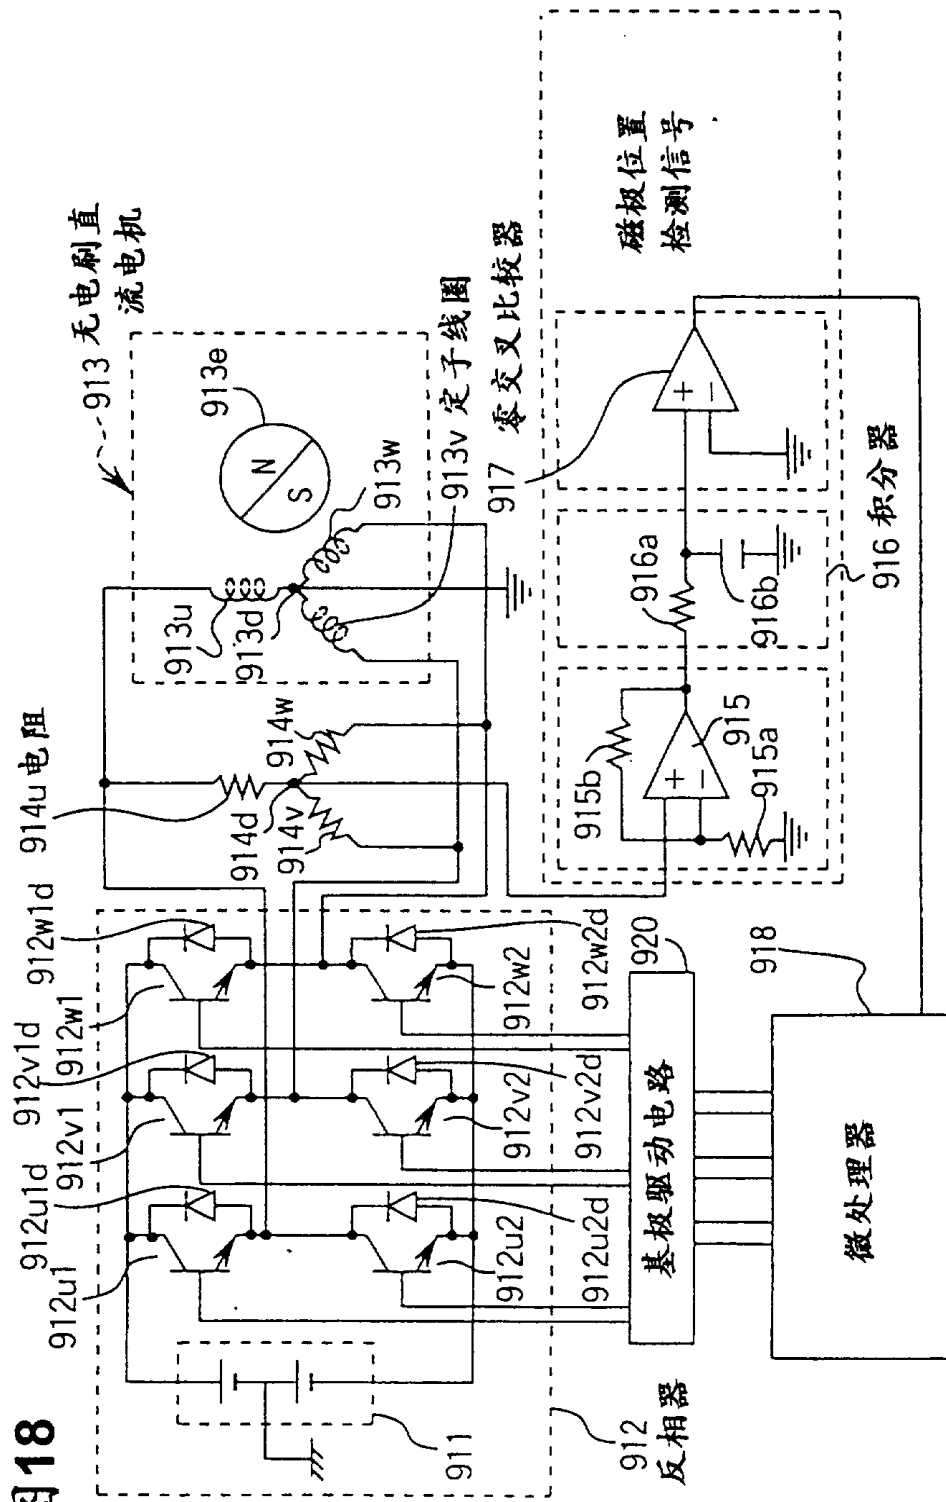 图18
912u1
912u1d
912v1
912v1d
912w1
912w1d
914u 电阻
913 无电刷直
流电机
913e
N
S
913u
913d
913w
913v 定子线圈
914d
914v
914w
911
912
反相器
912u2
912u2d
912v2
912v2d
912w2
912w2d
920
基极驱动电路
918
微处理器
915b
915
915a
+
−
916a
916b
916 积分器
917
零交叉比较器
+
−
磁极位置
检测信号